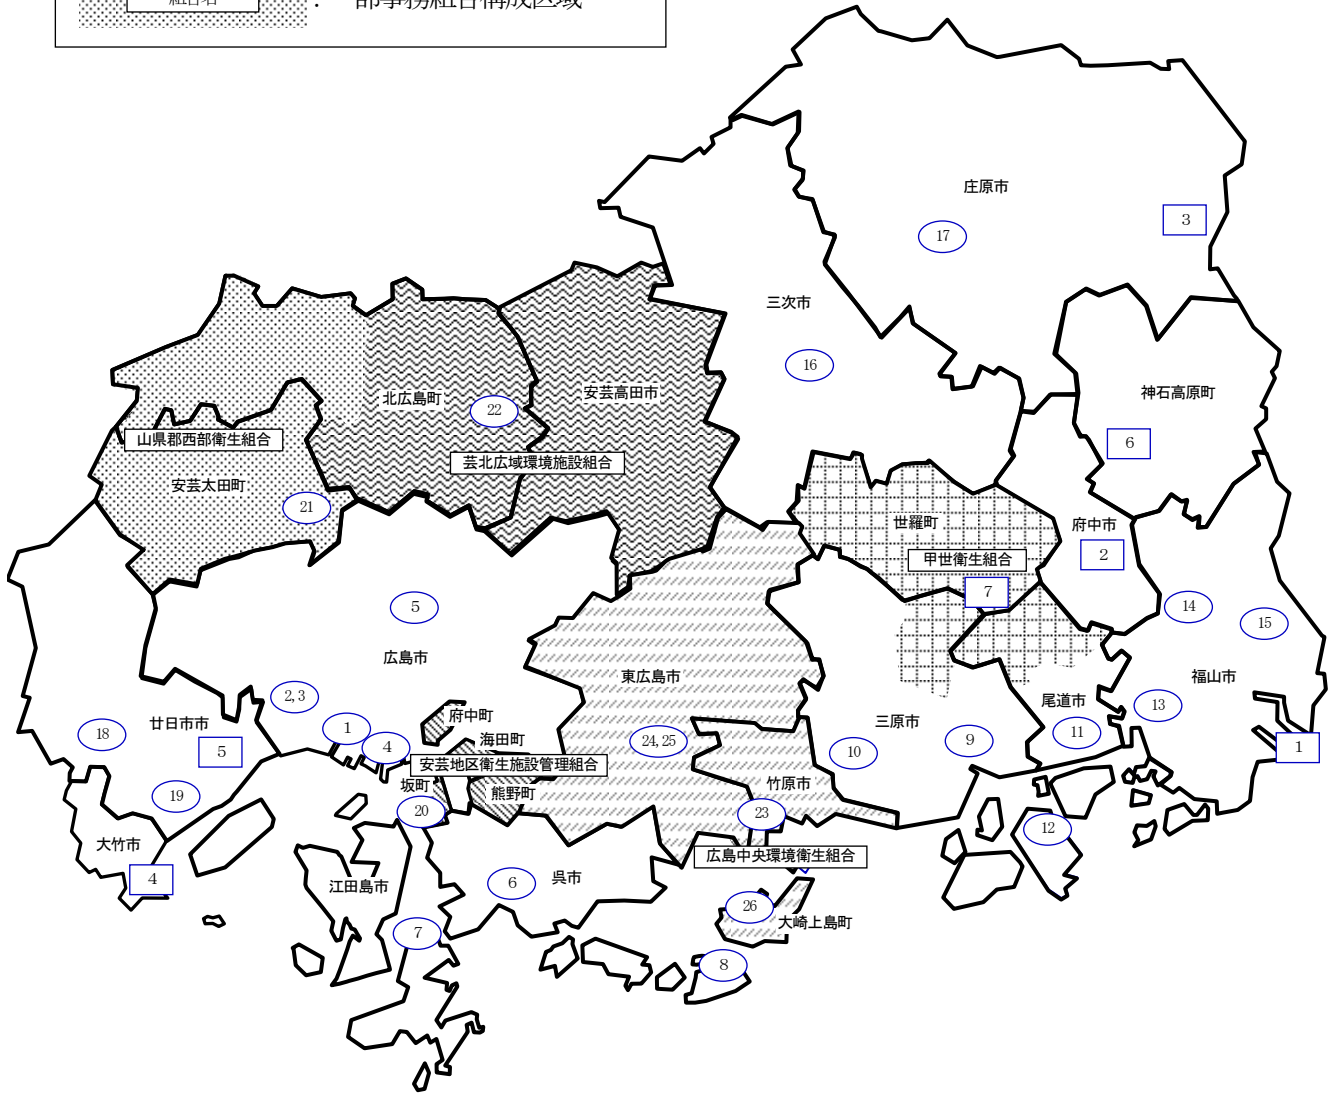 組合名
： 一部事務組合構成区域
庄原市
3
17
三次市
16
神石高原町
6
北広島町
22
安芸高田市
山県郡西部衛生組合
芸北広域環境施設組合
安芸太田町
21
世羅町
府中市
2
甲世衛生組合
7
5
広島市
14
15
東広島市
福山市
2, 3
尾道市
13
1
府中町
三原市
廿日市市
18
5
1
4
海田町
24, 25
10
9
11
安芸地区衛生施設管理組合
坂町
熊野町
竹原市
19
20
23
12
大竹市
広島中央環境衛生組合
4
江田島市
6
呉市
26
大崎上島町
7
8